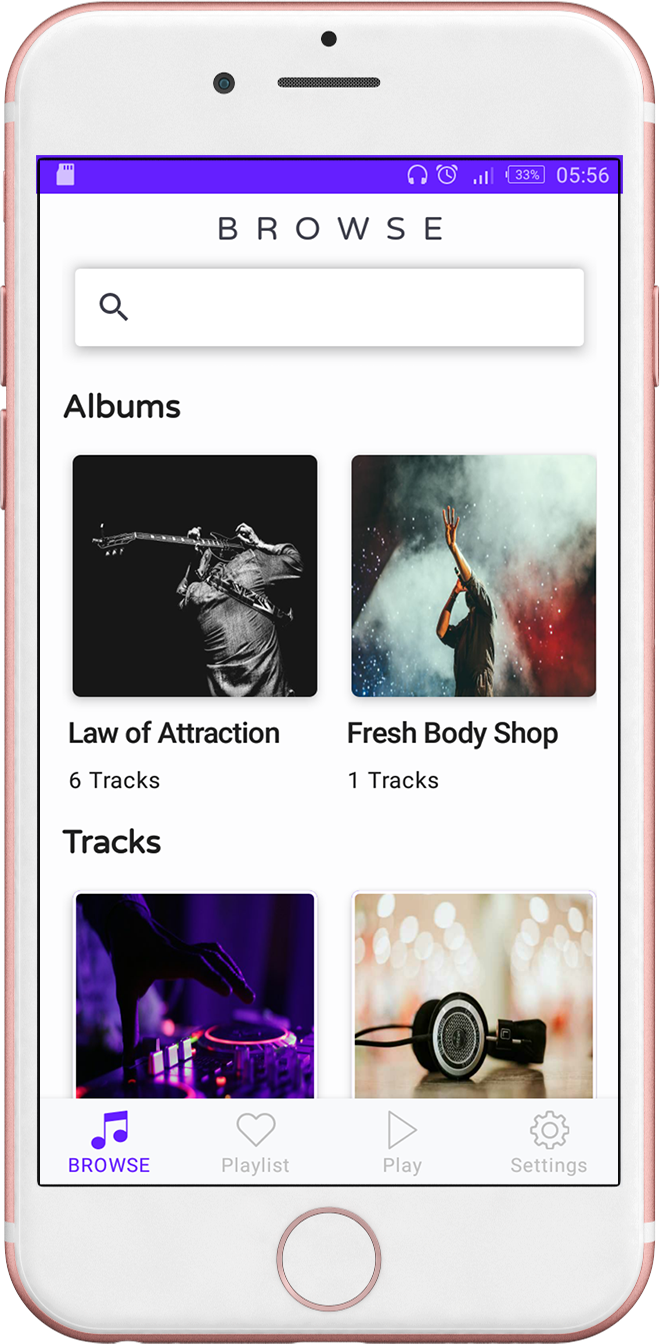 33% 05:56
BROWSE
Albums
Law of Attraction Fresh Body Shop
6 Tracks 1 Tracks
Tracks
BROWSE Playlist Play Settings